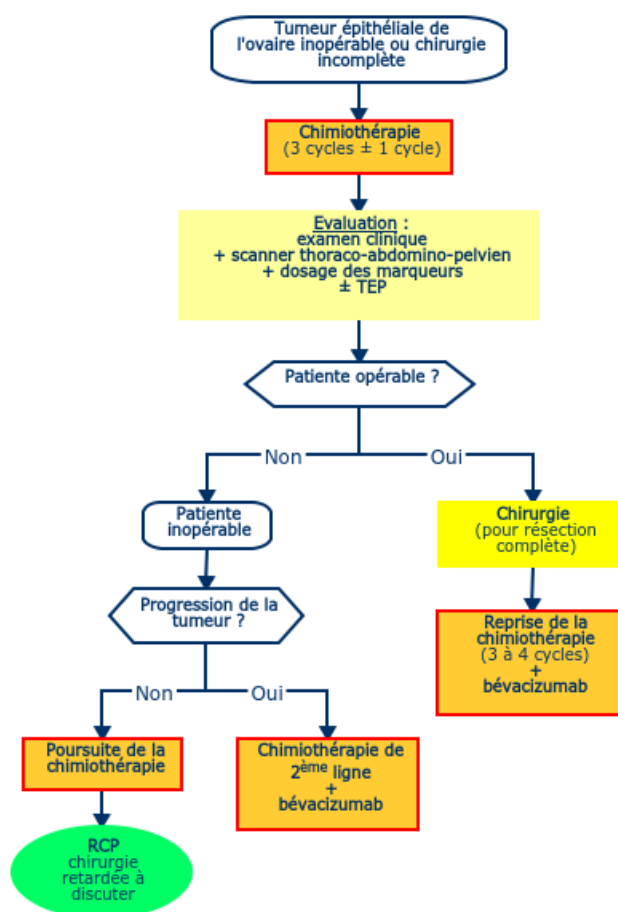 Tumeur épithéliale de
l'ovaire inopérable ou chirurgie
incomplète
Chimiothérapie
(3 cycles ± 1 cycle)
Evaluation :
examen clinique
+ scanner thoraco-abdomino-pelvien
+ dosage des marqueurs
± TEP
Patiente opérable ?
Non
Oui
Patiente
inopérable
Chirurgie
(pour résection
complète)
Progression de la
tumeur ?
Reprise de la
chimiothérapie
(3 à 4 cycles)
+
bévacizumab
Non
Oui
Poursuite de la
chimiothérapie
Chimiothérapie de
2ème ligne
+
bévacizumab
RCP
chirurgie
retardée à
discuter